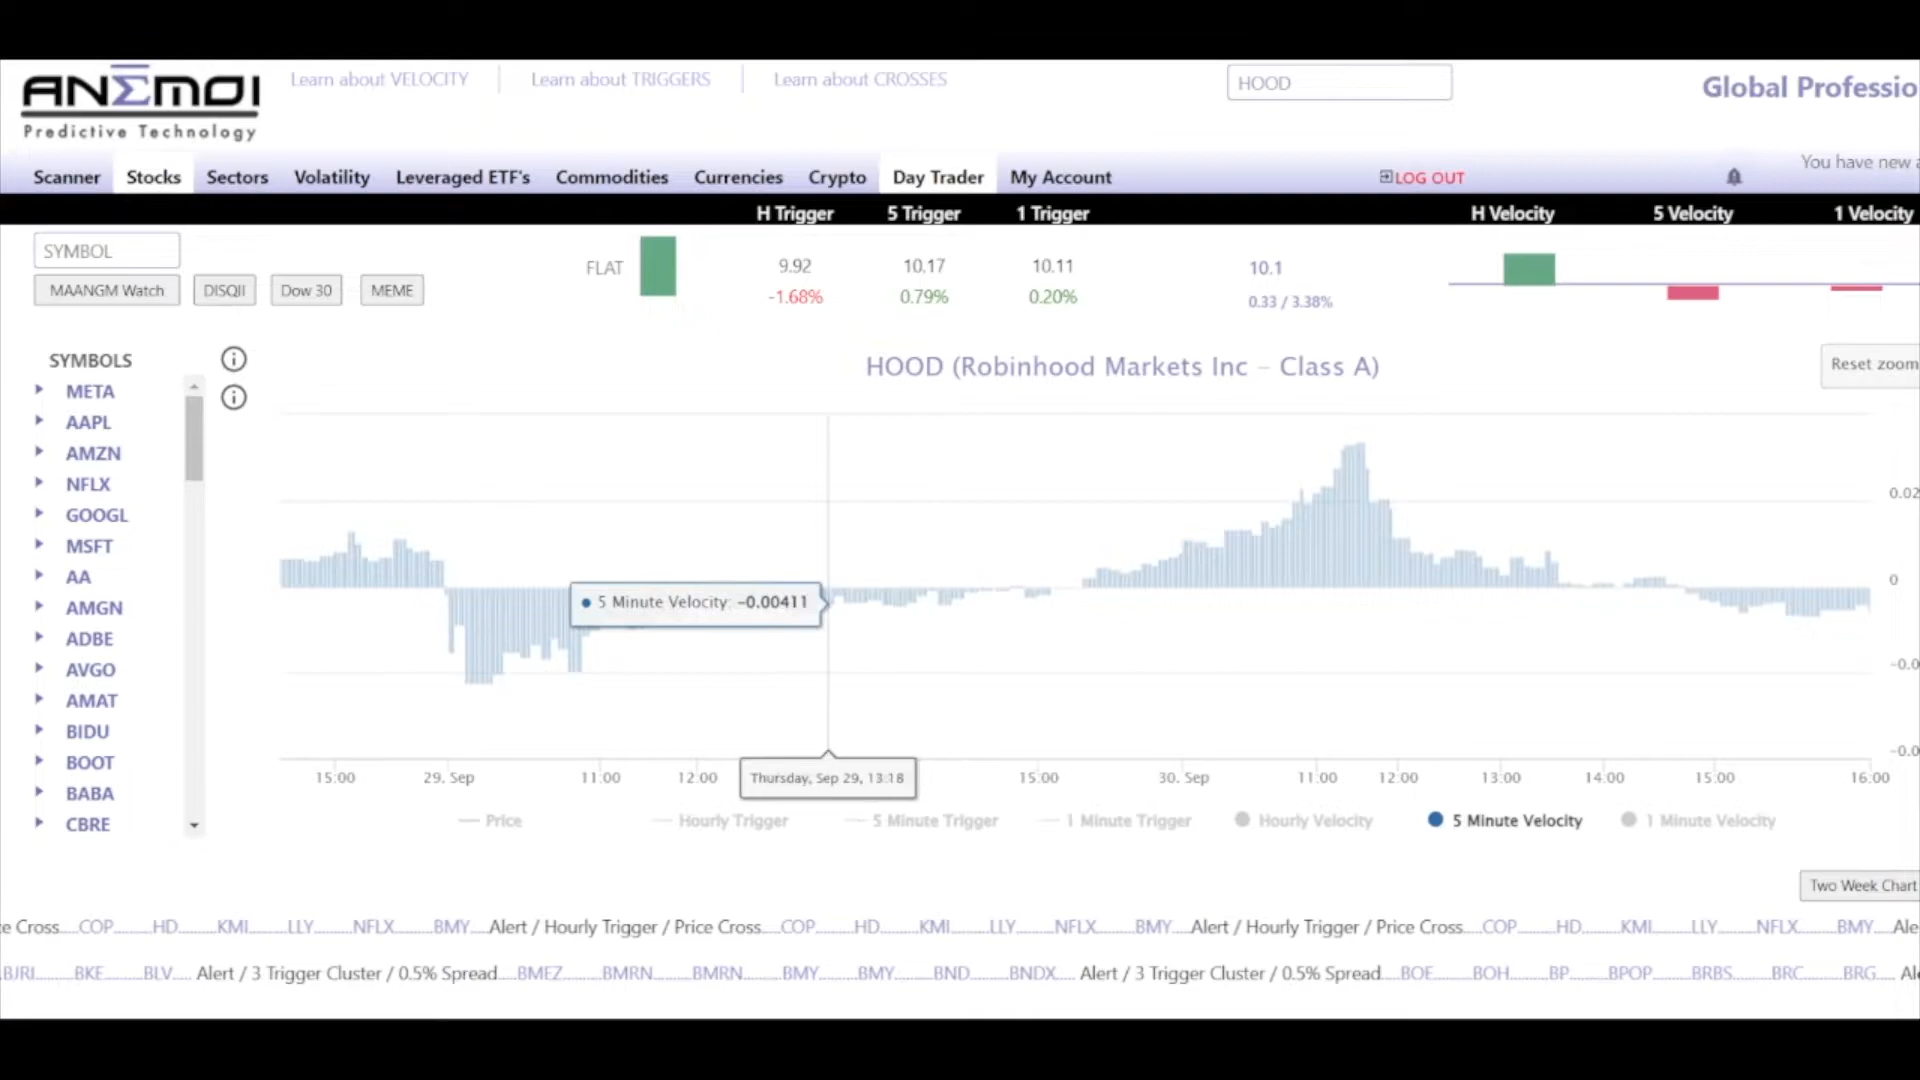 ANΣMOI
Predictive Technology
Learn about VELOCITY
Learn about TRIGGERS
Learn about CROSSES
HOOD
Global Professio
You have new a
Scanner Stocks Sectors Volatility Leveraged ETF's Commodities Currencies Crypto Day Trader My Account LOG OUT
H Trigger 5 Trigger 1 Trigger H Velocity 5 Velocity 1 Velocity
SYMBOL
FLAT 9.92 10.17 10.11 10.1
-1.68% 0.79% 0.20% 0.33 / 3.38%
MAANGM Watch DISQII Dow 30 MEME
HOOD (Robinhood Markets Inc – Class A)
Reset zoom
SYMBOLS
META
AAPL
AMZN
NFLX
GOOGL
MSFT
AA
AMGN
ADBE
AVGO
AMAT
BIDU
BOOT
BABA
CBRE
0.02
0
-0.0
-0.0
5 Minute Velocity: -0.00411
15:00 29. Sep 11:00 12:00 Thursday, Sep 29, 13:18 15:00 30. Sep 11:00 12:00 13:00 14:00 15:00 16:00
Price Hourly Trigger 5 Minute Trigger 1 Minute Trigger Hourly Velocity 5 Minute Velocity 1 Minute Velocity
Two Week Chart
ce Cross....COP........HD........KMI........LLY........NFLX........BMY....Alert / Hourly Trigger / Price Cross....COP........HD........KMI........LLY........NFLX........BMY....Alert / Hourly Trigger / Price Cross....COP........HD........KMI........LLY........NFLX........BMY....Ale
BJRI........BKE........BLV.... Alert / 3 Trigger Cluster / 0.5% Spread....BMEZ........BMRN........BMRN........BMY........BMY........BND........BNDX.... Alert / 3 Trigger Cluster / 0.5% Spread....BOE........BOH........BP........BPOP........BRBS........BRC........BRG.... Al